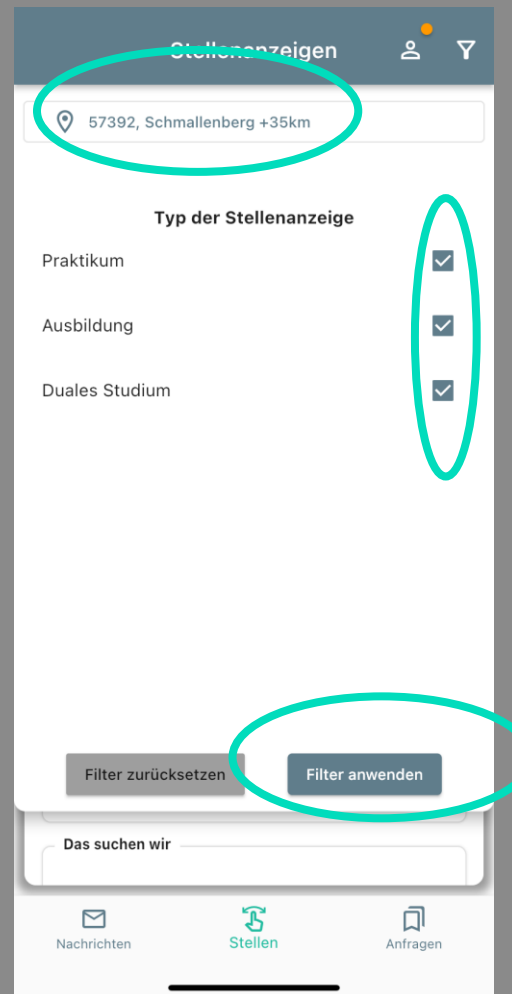 Stellenanzeigen
57392, Schmallenberg +35km
Typ der Stellenanzeige
Praktikum
Ausbildung
Duales Studium
Filter zurücksetzen
Filter anwenden
Das suchen wir
Nachrichten
Stellen
Anfragen